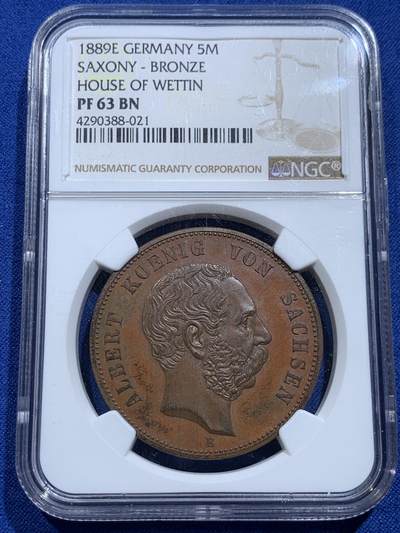 1889E GERMANY 5M
SAXONY - BRONZE
HOUSE OF WETTIN
PF 63 BN
4290388-021
NUMISMATIC GUARANTY CORPORATION
NGC®
ALBERT KOENIG VON SACHSEN
E